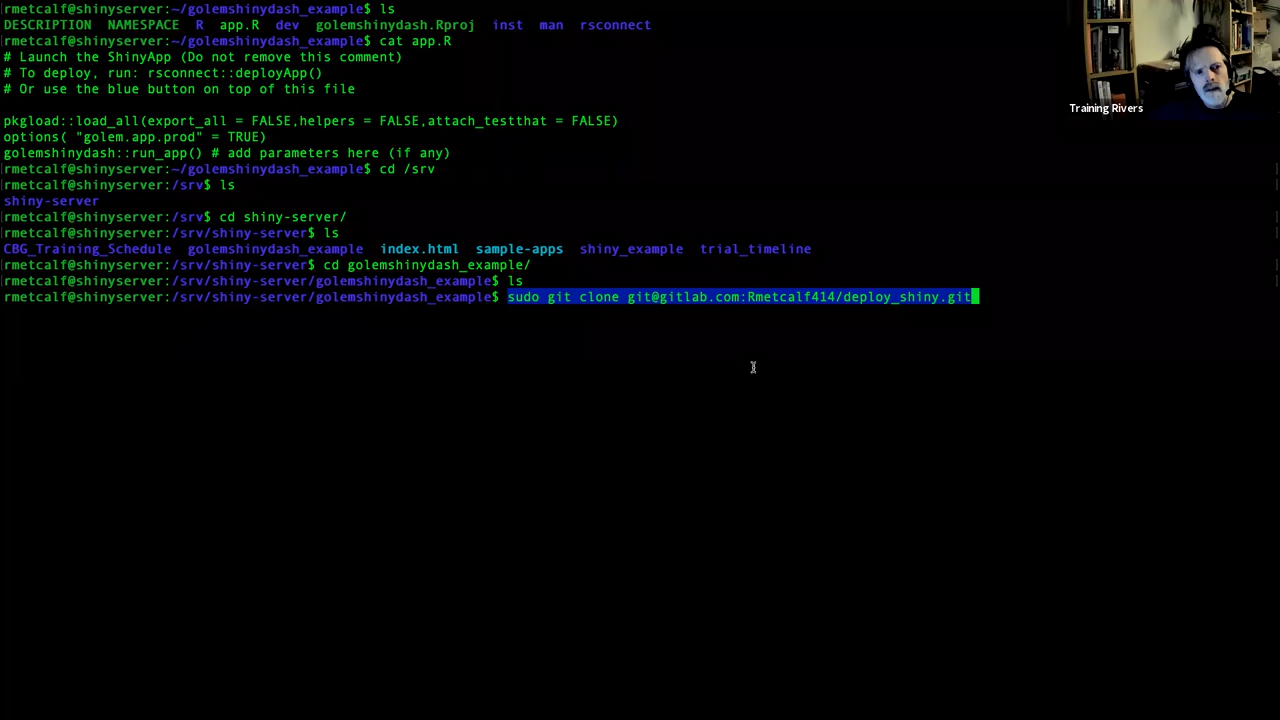 rmetcalf@shinyserver:~/golemshinydash_example$ ls
DESCRIPTION NAMESPACE R app.R dev golemshinydash.Rproj inst man rsconnect
rmetcalf@shinyserver:~/golemshinydash_example$ cat app.R
# Launch the ShinyApp (Do not remove this comment)
# To deploy, run: rsconnect::deployApp()
# Or use the blue button on top of this file
pkgload::load_all(export_all = FALSE,helpers = FALSE,attach_testthat = FALSE)
options( "golem.app.prod" = TRUE)
golemshinydash::run_app() # add parameters here (if any)
rmetcalf@shinyserver:~/golemshinydash_example$ cd /srv
rmetcalf@shinyserver:/srv$ ls
shiny-server
rmetcalf@shinyserver:/srv$ cd shiny-server/
rmetcalf@shinyserver:/srv/shiny-server$ ls
CBG_Training_Schedule golemshinydash_example index.html sample-apps shiny_example trial_timeline
rmetcalf@shinyserver:/srv/shiny-server$ cd golemshinydash_example/
rmetcalf@shinyserver:/srv/shiny-server/golemshinydash_example$ ls
rmetcalf@shinyserver:/srv/shiny-server/golemshinydash_example$ sudo git clone git@gitlab.com:Rmetcalf414/deploy_shiny.git
Training Rivers